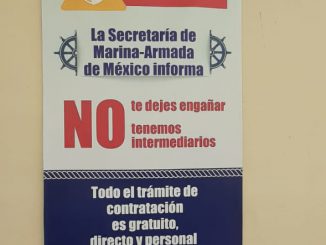 La Secretaría de
Marina-Armada
de México informa
NO te dejes engañar
tenemos
intermediarios
Todo el trámite de
contratación
es gratuito,
directo y personal